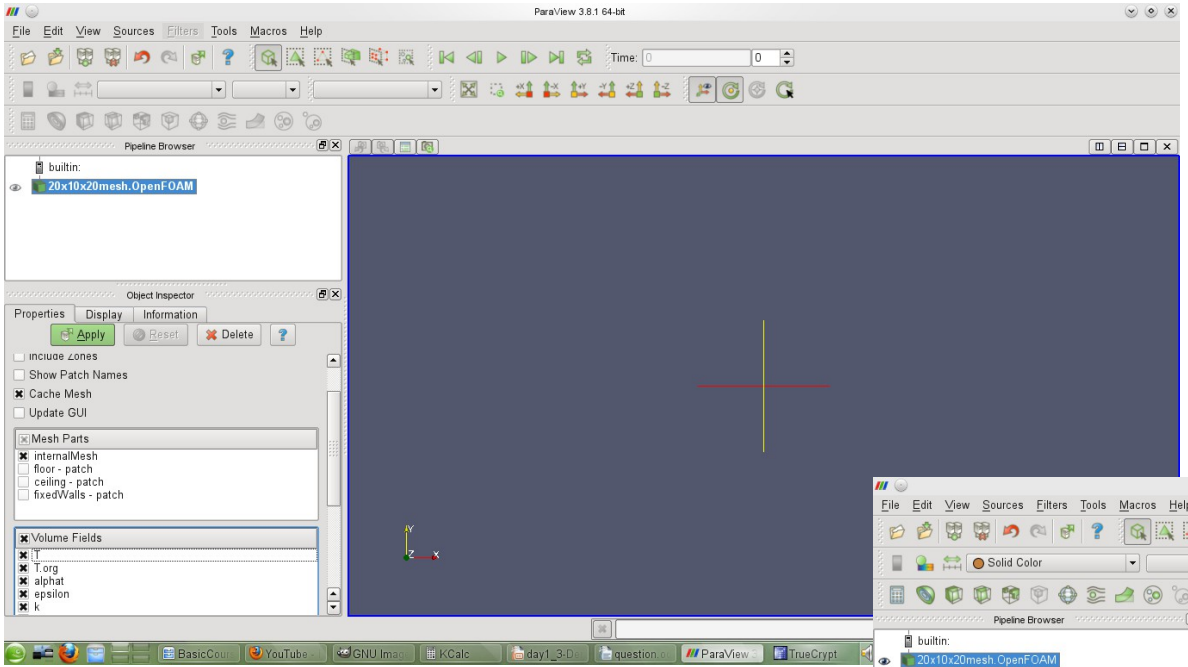 ParaView 3.8.1 64-bit
File Edit View Sources Filters Tools Macros Help
Time: 0 0
Pipeline Browser
builtin:
20x10x20mesh.OpenFOAM
Object Inspector
Properties Display Information
Apply Reset Delete ?
Include Zones
Show Patch Names
Cache Mesh
Update GUI
Mesh Parts
internalMesh
floor - patch
ceiling - patch
fixedWalls - patch
Volume Fields
T
T.org
alphat
epsilon
k
Y
Z X
File Edit View Sources Filters Tools Macros Help
Solid Color
Pipeline Browser
builtin:
20x10x20mesh.OpenFOAM
BasicCour YouTube - GNU Imag KCalc day1_3-De question.o ParaView TrueCrypt